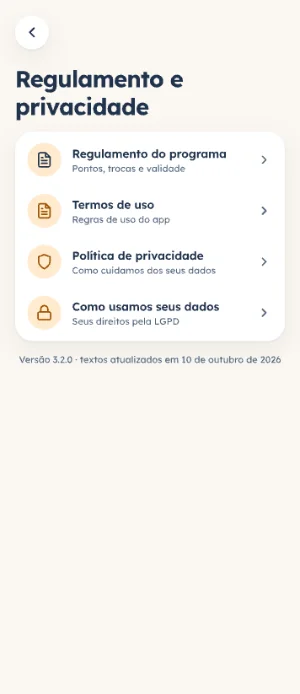 Regulamento e
privacidade
Regulamento do programa
Pontos, trocas e validade
Termos de uso
Regras de uso do app
Política de privacidade
Como cuidamos dos seus dados
Como usamos seus dados
Seus direitos pela LGPD
Versão 3.2.0 · textos atualizados em 10 de outubro de 2026